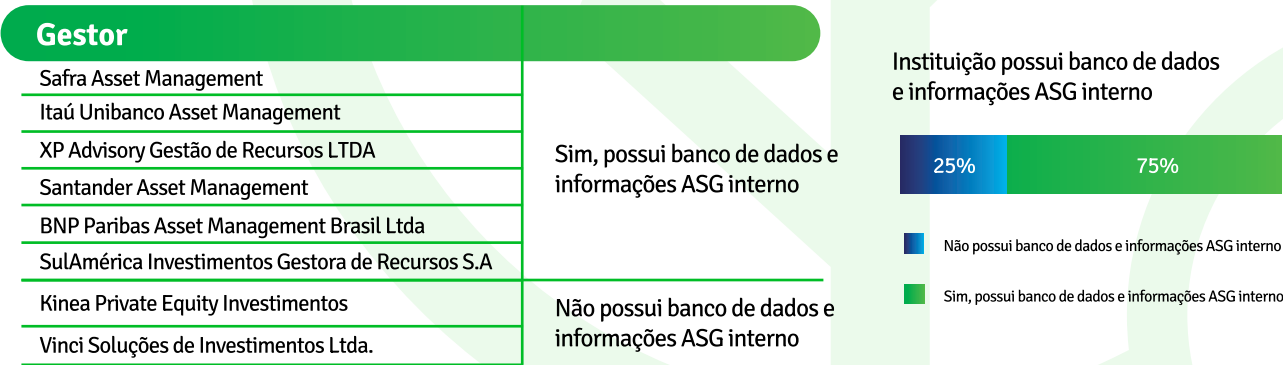 Gestor
Safra Asset Management
Itaú Unibanco Asset Management
XP Advisory Gestão de Recursos LTDA
Santander Asset Management
BNP Paribas Asset Management Brasil Ltda
SulAmérica Investimentos Gestora de Recursos S.A
Sim, possui banco de dados e
informações ASG interno
Kinea Private Equity Investimentos
Vinci Soluções de Investimentos Ltda.
Não possui banco de dados e
informações ASG interno
Instituição possui banco de dados
e informações ASG interno
25%
75%
Não possui banco de dados e informações ASG interno
Sim, possui banco de dados e informações ASG interno